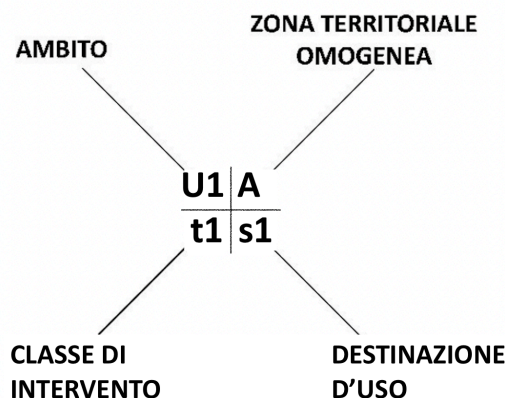 AMBITO
ZONA TERRITORIALE
OMOGENEA
U1 A
t1 s1
CLASSE DI
INTERVENTO
DESTINAZIONE
D'USO